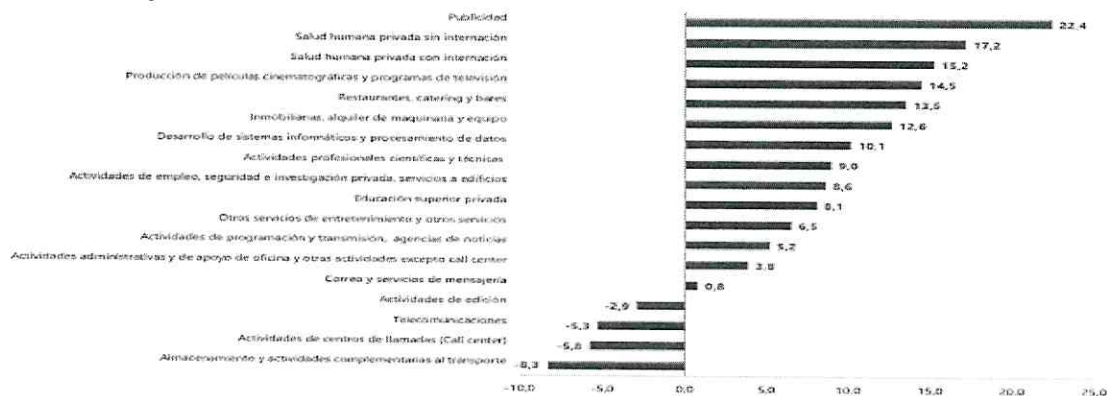 Publicidad 22,4
Salud humana privada sin internación 17,2
Salud humana privada con internación 15,2
Producción de películas cinematográficas y programas de televisión 14,5
Restaurantes, catering y bares 13,5
Inmobiliarias, alquiler de maquinaria y equipo 12,6
Desarrollo de sistemas informáticos y procesamiento de datos 10,1
Actividades profesionales científicas y técnicas 9,0
Actividades de empleo, seguridad e investigación privada, servicios a edificios 8,6
Educación superior privada 8,1
Otros servicios de entretenimiento y otros servicios 6,5
Actividades de programación y transmisión, agencias de noticias 5,2
Actividades administrativas y de apoyo de oficina y otras actividades excepto call center 3,8
Correo y servicios de mensajería 0,8
Actividades de edición -2,9
Telecomunicaciones -5,3
Actividades de centros de llamadas (Call center) -5,8
Almacenamiento y actividades complementarias al transporte -8,3
-10,0 -5,0 0,0 5,0 10,0 15,0 20,0 25,0